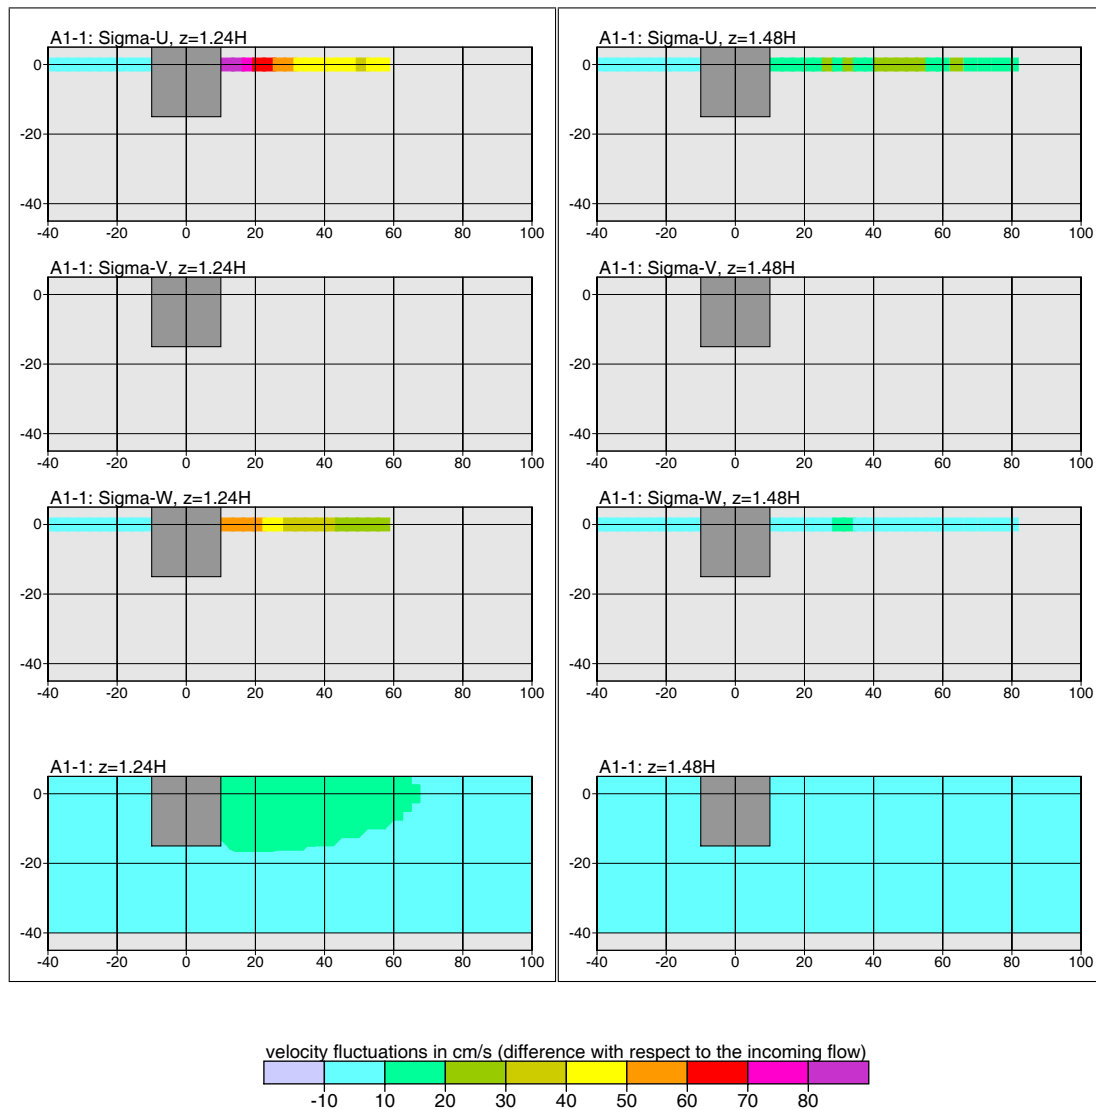 A1-1: Sigma-U, z=1.24H
0
-20
-40
-40 -20 0 20 40 60 80 100
A1-1: Sigma-V, z=1.24H
0
-20
-40
-40 -20 0 20 40 60 80 100
A1-1: Sigma-W, z=1.24H
0
-20
-40
-40 -20 0 20 40 60 80 100
A1-1: z=1.24H
0
-20
-40
-40 -20 0 20 40 60 80 100
A1-1: Sigma-U, z=1.48H
0
-20
-40
-40 -20 0 20 40 60 80 100
A1-1: Sigma-V, z=1.48H
0
-20
-40
-40 -20 0 20 40 60 80 100
A1-1: Sigma-W, z=1.48H
0
-20
-40
-40 -20 0 20 40 60 80 100
A1-1: z=1.48H
0
-20
-40
-40 -20 0 20 40 60 80 100
velocity fluctuations in cm/s (difference with respect to the incoming flow)
-10 10 20 30 40 50 60 70 80